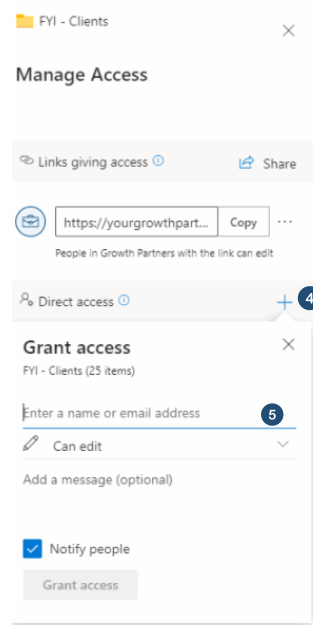 FYI - Clients
Manage Access
Links giving access
Share
https://yourgrowthpart...
Copy
...
People in Growth Partners with the link can edit
Direct access
4
Grant access
FYI - Clients (25 items)
Enter a name or email address
5
Can edit
Add a message (optional)
Notify people
Grant access